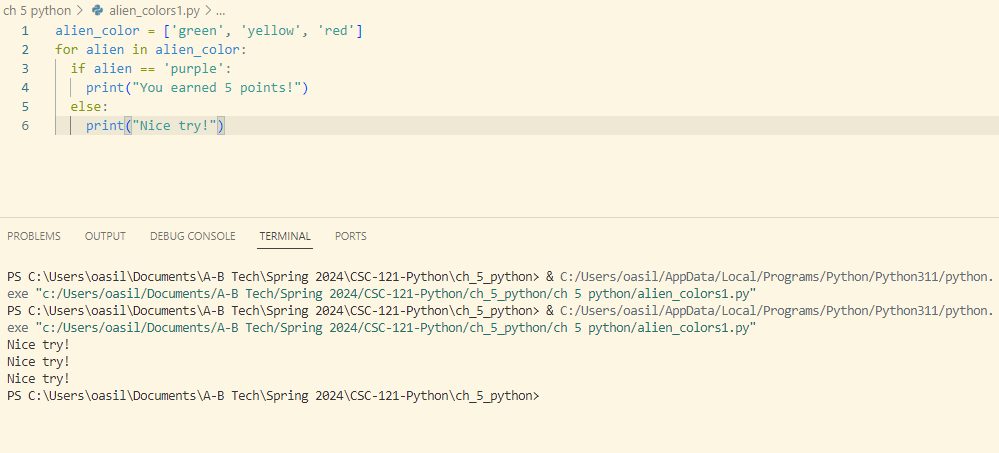 ch 5 python > alien_colors1.py > ...
1 alien_color = ['green', 'yellow', 'red']
2 for alien in alien_color:
3   if alien == 'purple':
4     print("You earned 5 points!")
5   else:
6     print("Nice try!")
PROBLEMS OUTPUT DEBUG CONSOLE TERMINAL PORTS
PS C:\Users\oasil\Documents\A-B Tech\Spring 2024\CSC-121-Python\ch_5_python> & C:/Users/oasil/AppData/Local/Programs/Python/Python311/python.
exe "c:/Users/oasil/Documents/A-B Tech/Spring 2024/CSC-121-Python/ch_5_python/ch 5 python/alien_colors1.py"
PS C:\Users\oasil\Documents\A-B Tech\Spring 2024\CSC-121-Python\ch_5_python> & C:/Users/oasil/AppData/Local/Programs/Python/Python311/python.
exe "c:/Users/oasil/Documents/A-B Tech/Spring 2024/CSC-121-Python/ch_5_python/ch 5 python/alien_colors1.py"
Nice try!
Nice try!
Nice try!
PS C:\Users\oasil\Documents\A-B Tech\Spring 2024\CSC-121-Python\ch_5_python>